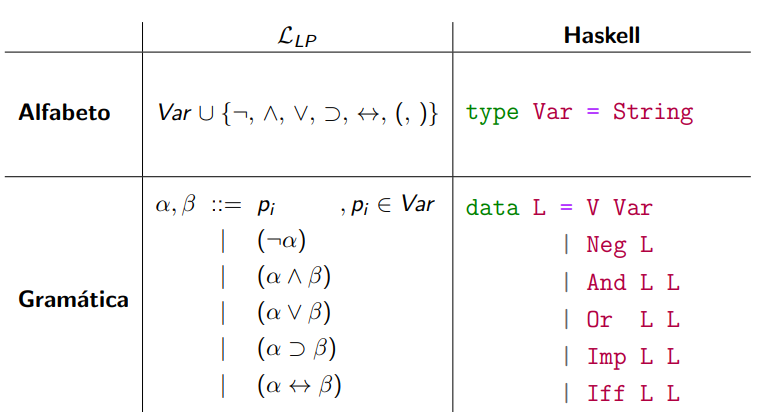 ℒ_LP Haskell
Alfabeto Var ∪ {¬, ∧, ∨, ⊃, ↔, (, )} type Var = String
α, β ::= p_i , p_i ∈ Var data L = V Var
| (¬α) | Neg L
| (α ∧ β) | And L L
Gramática | (α ∨ β) | Or L L
| (α ⊃ β) | Imp L L
| (α ↔ β) | Iff L L